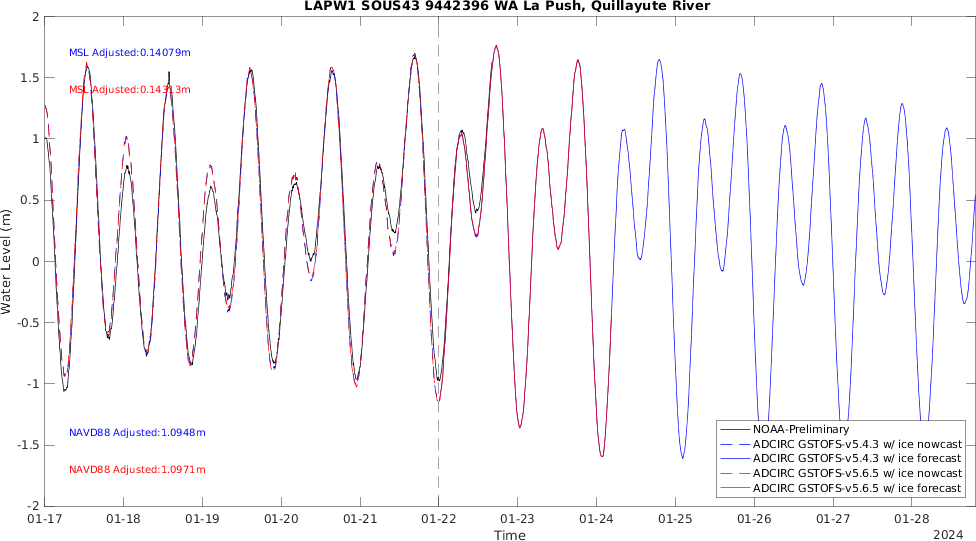 LAPW1 SOUS43 9442396 WA La Push, Quillayute River
MSL Adjusted:0.14079m
MSL Adjusted:0.14313m
NAVD88 Adjusted:1.0948m
NAVD88 Adjusted:1.0971m
Water Level (m)
2
1.5
1
0.5
0
-0.5
-1
-1.5
-2
NOAA-Preliminary
ADCIRC GSTOFS-v5.4.3 w/ ice nowcast
ADCIRC GSTOFS-v5.4.3 w/ ice forecast
ADCIRC GSTOFS-v5.6.5 w/ ice nowcast
ADCIRC GSTOFS-v5.6.5 w/ ice forecast
01-17 01-18 01-19 01-20 01-21 01-22 01-23 01-24 01-25 01-26 01-27 01-28
Time
2024